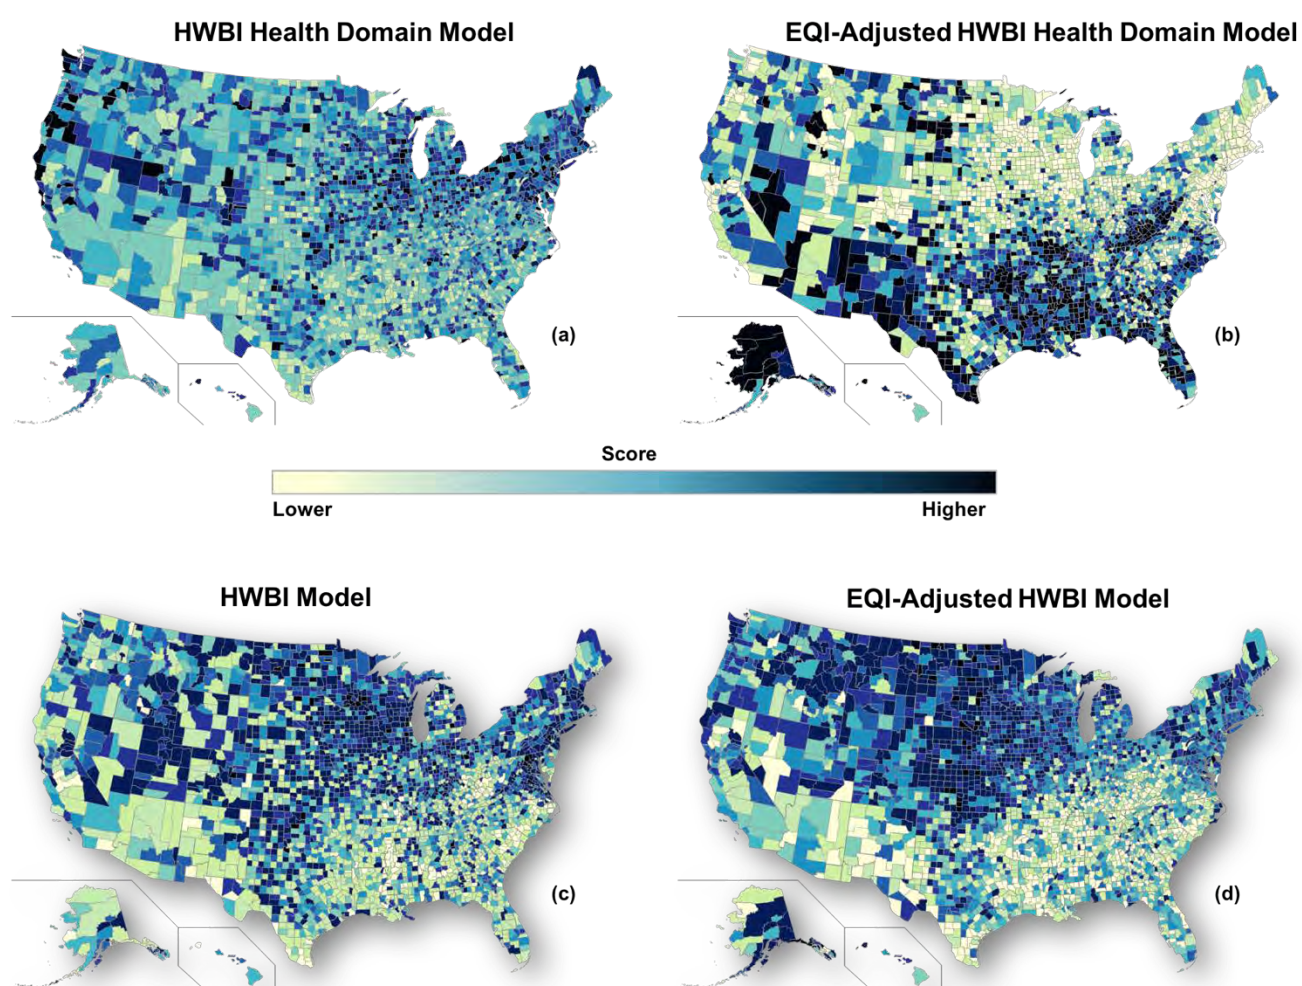 HWBI Health Domain Model
EQI-Adjusted HWBI Health Domain Model
(a)
(b)
Score
Lower
Higher
HWBI Model
EQI-Adjusted HWBI Model
(c)
(d)